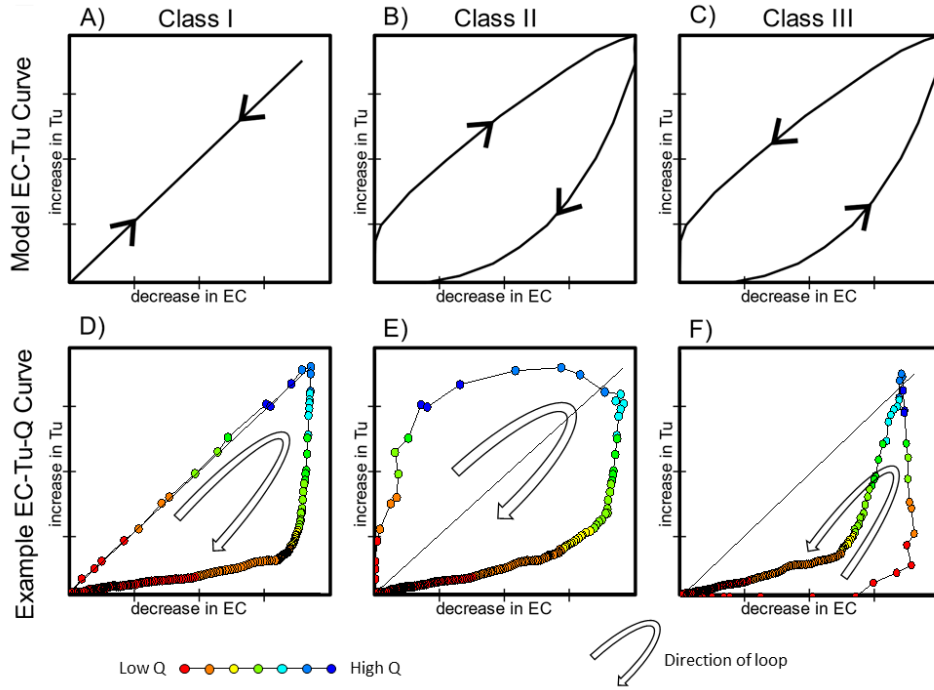 Class I
Class II
Class III
A)
B)
C)
Model EC-Tu Curve
increase in Tu
increase in Tu
increase in Tu
decrease in EC
decrease in EC
decrease in EC
D)
E)
F)
Example EC-Tu-Q Curve
increase in Tu
increase in Tu
increase in Tu
decrease in EC
decrease in EC
decrease in EC
Low Q
High Q
Direction of loop